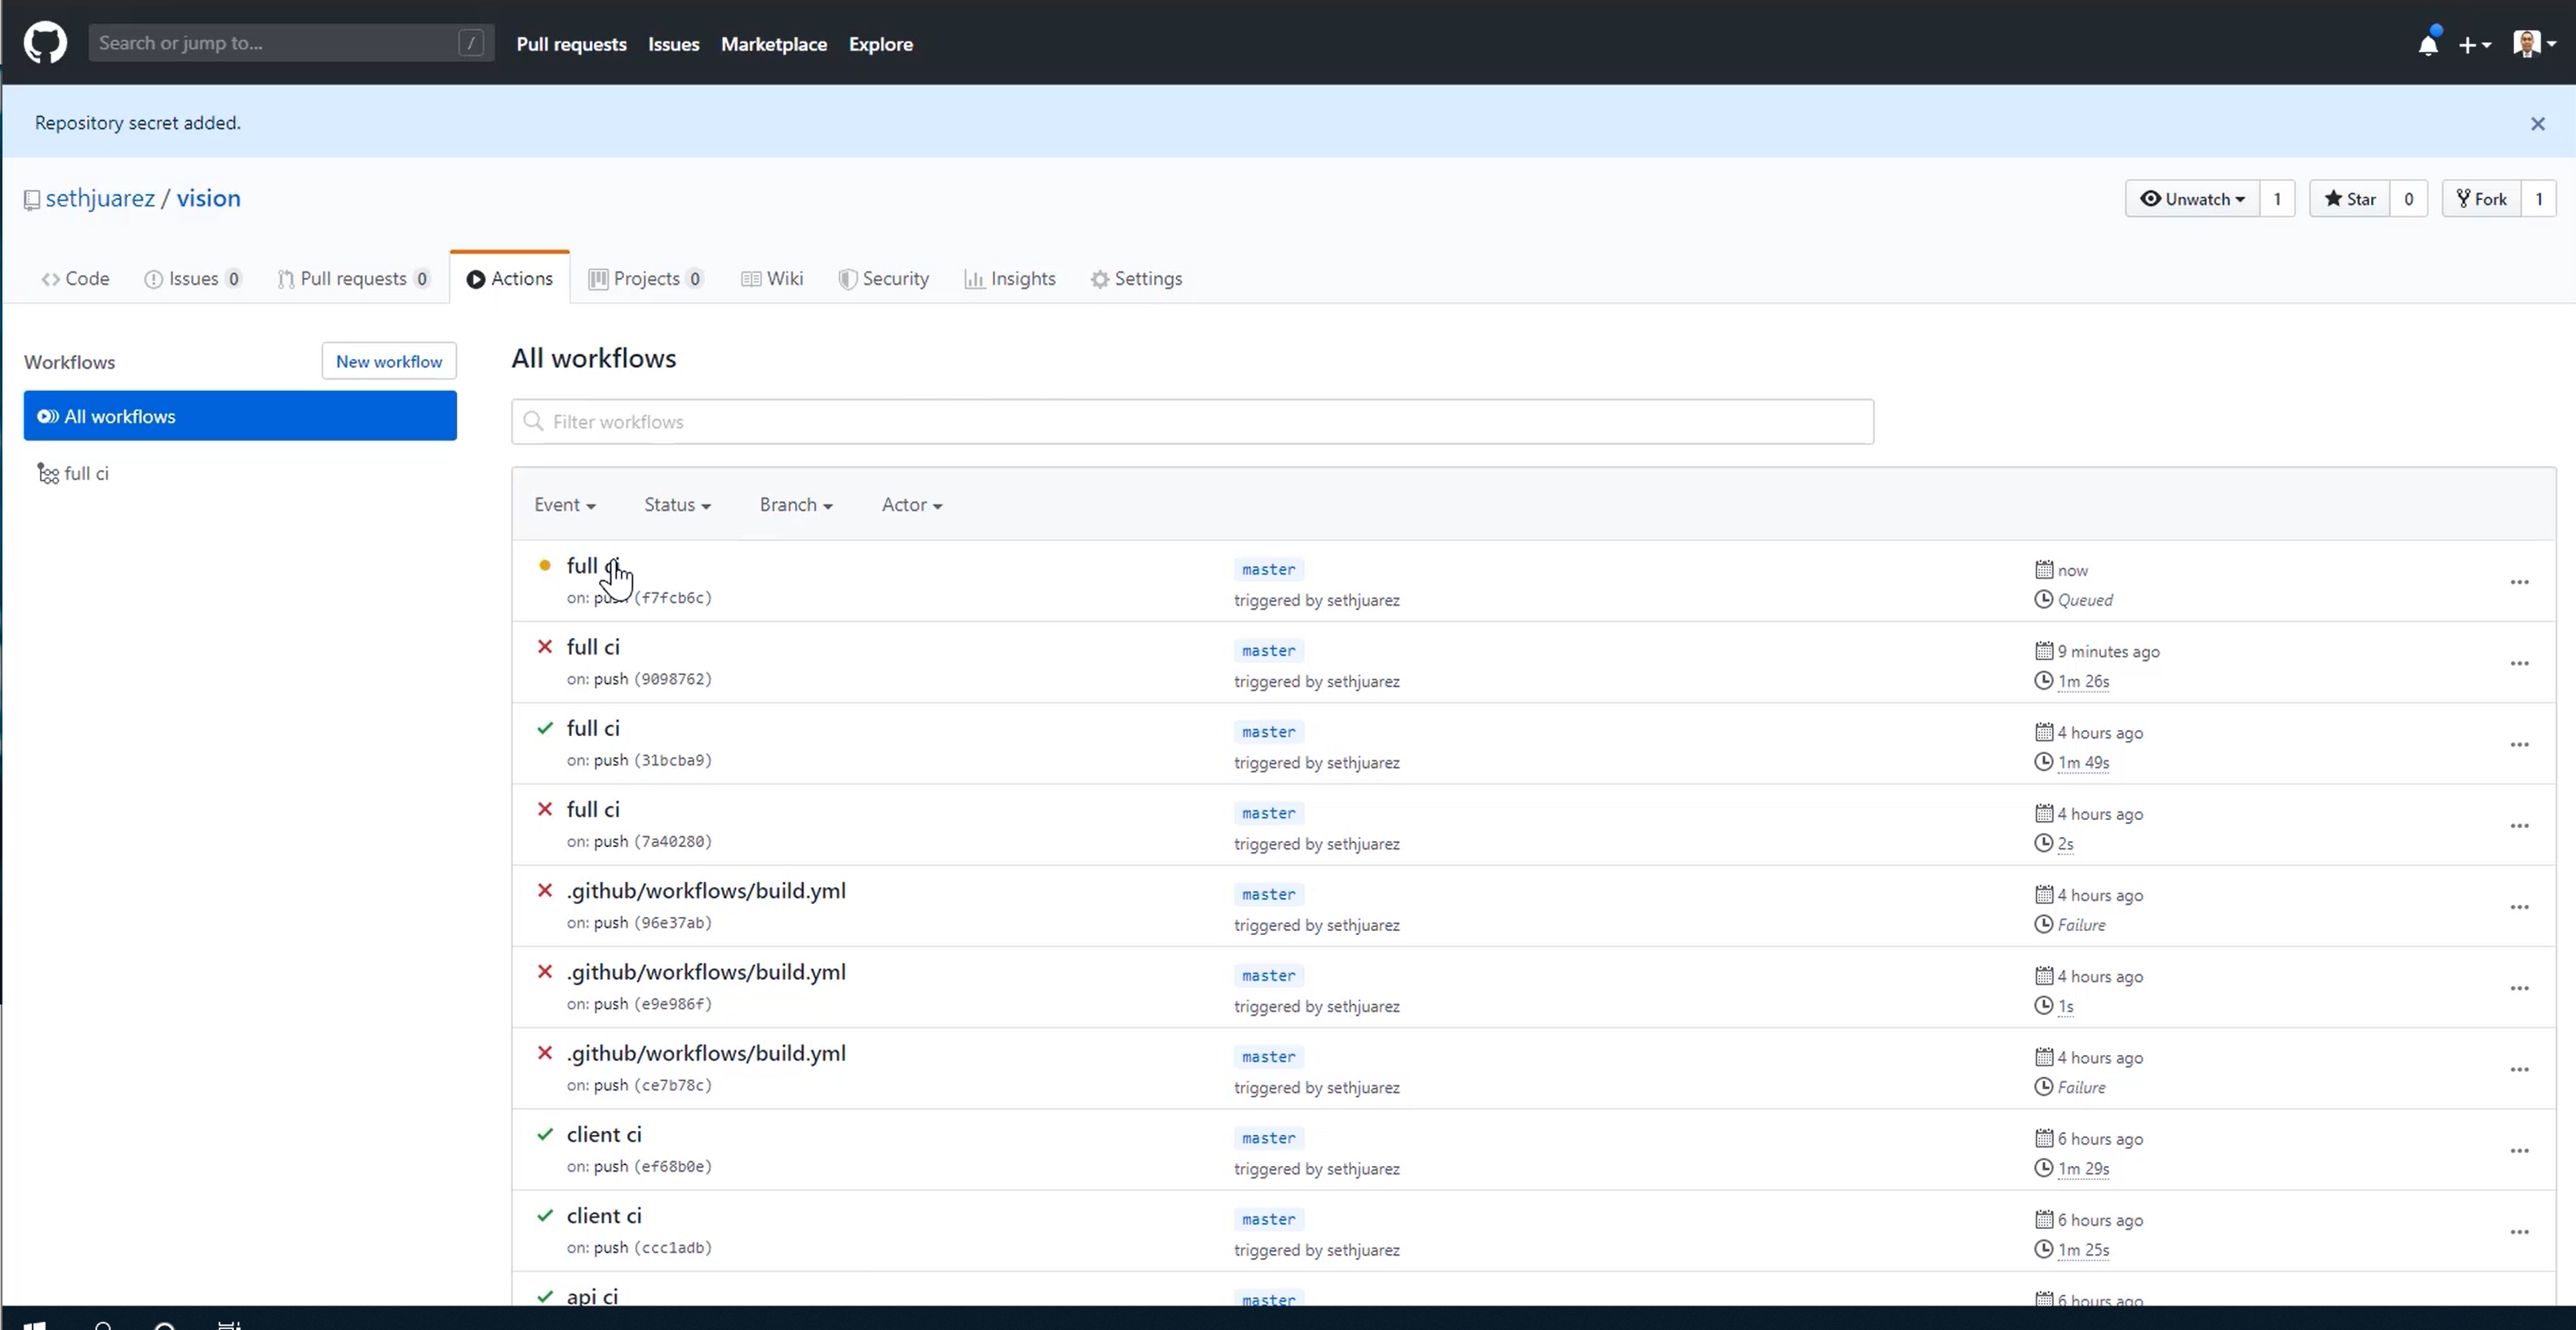 Search or jump to... /
Pull requests Issues Marketplace Explore
Repository secret added.
sethjuarez / vision
Unwatch 1 Star 0 Fork 1
Code Issues 0 Pull requests 0 Actions Projects 0 Wiki Security Insights Settings
Workflows New workflow
All workflows
full ci
All workflows
Filter workflows
Event Status Branch Actor
full ci master now
on: push (f7fcb6c) triggered by sethjuarez Queued
full ci master 9 minutes ago
on: push (9098762) triggered by sethjuarez 1m 26s
full ci master 4 hours ago
on: push (31bcba9) triggered by sethjuarez 1m 49s
full ci master 4 hours ago
on: push (7a40280) triggered by sethjuarez 2s
.github/workflows/build.yml master 4 hours ago
on: push (96e37ab) triggered by sethjuarez Failure
.github/workflows/build.yml master 4 hours ago
on: push (e9e986f) triggered by sethjuarez 1s
.github/workflows/build.yml master 4 hours ago
on: push (ce7b78c) triggered by sethjuarez Failure
client ci master 6 hours ago
on: push (ef68b0e) triggered by sethjuarez 1m 29s
client ci master 6 hours ago
on: push (ccc1adb) triggered by sethjuarez 1m 25s
api ci master 6 hours ago